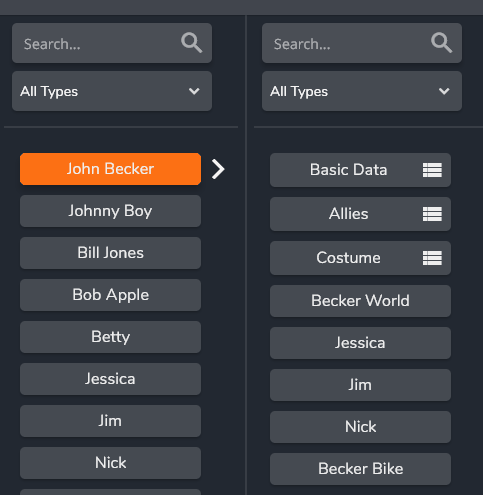 Search...
All Types
John Becker
Johnny Boy
Bill Jones
Bob Apple
Betty
Jessica
Jim
Nick
Search...
All Types
Basic Data
Allies
Costume
Becker World
Jessica
Jim
Nick
Becker Bike